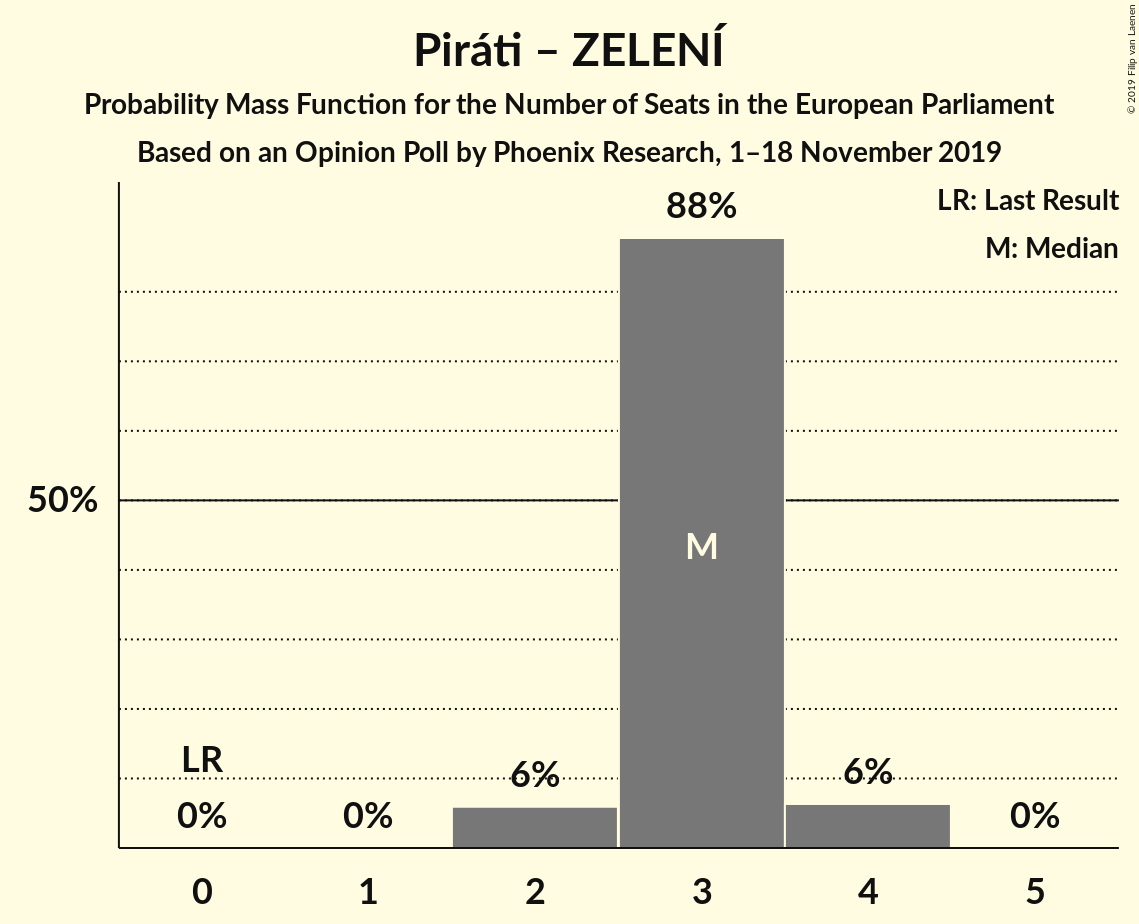 Piráti – ZELENÍ
Probability Mass Function for the Number of Seats in the European Parliament
Based on an Opinion Poll by Phoenix Research, 1–18 November 2019
© 2019 Filip van Laenen
LR: Last Result
M: Median
88%
50%
M
LR
0%
0%
6%
6%
0%
0
1
2
3
4
5